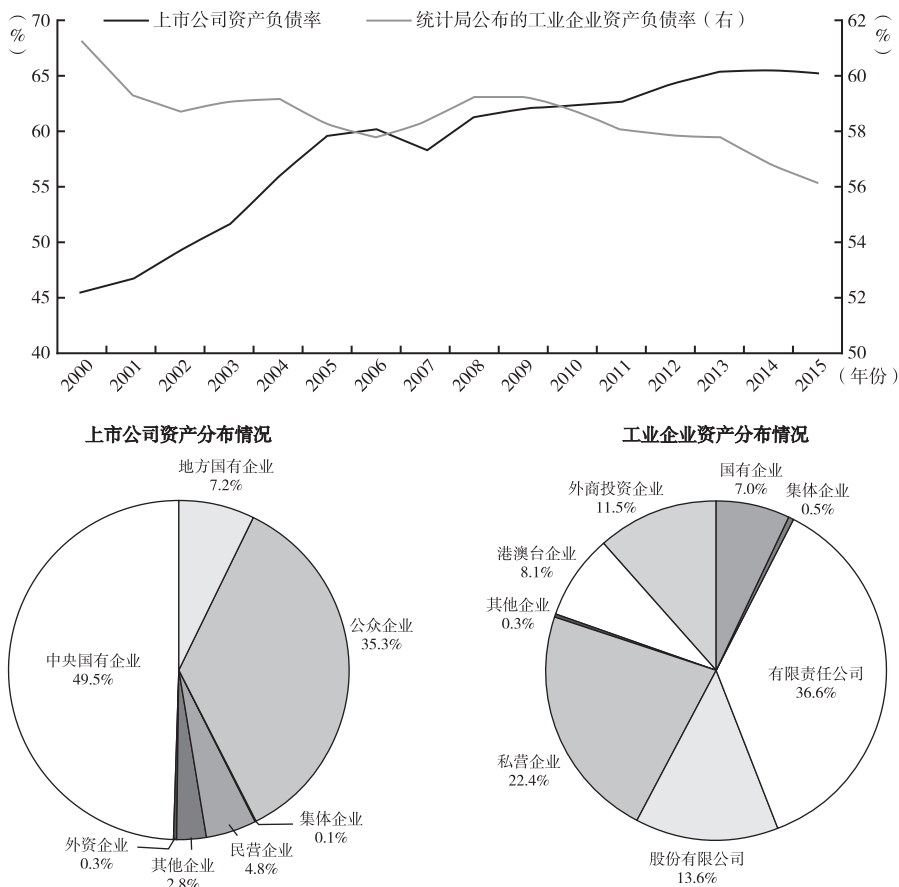 上市公司资产负债率 统计局公布的工业企业资产负债率（右）
（%） （%）
70 62
65 60
60 58
55 56
50 54
45 52
40 50
2000 2001 2002 2003 2004 2005 2006 2007 2008 2009 2010 2011 2012 2013 2014 2015 （年份）
上市公司资产分布情况
地方国有企业
7.2%
公众企业
35.3%
中央国有企业
49.5%
集体企业
0.1%
外资企业
0.3%
民营企业
4.8%
其他企业
2.8%
工业企业资产分布情况
国有企业
7.0%
集体企业
0.5%
外商投资企业
11.5%
港澳台企业
8.1%
其他企业
0.3%
有限责任公司
36.6%
私营企业
22.4%
股份有限公司
13.6%